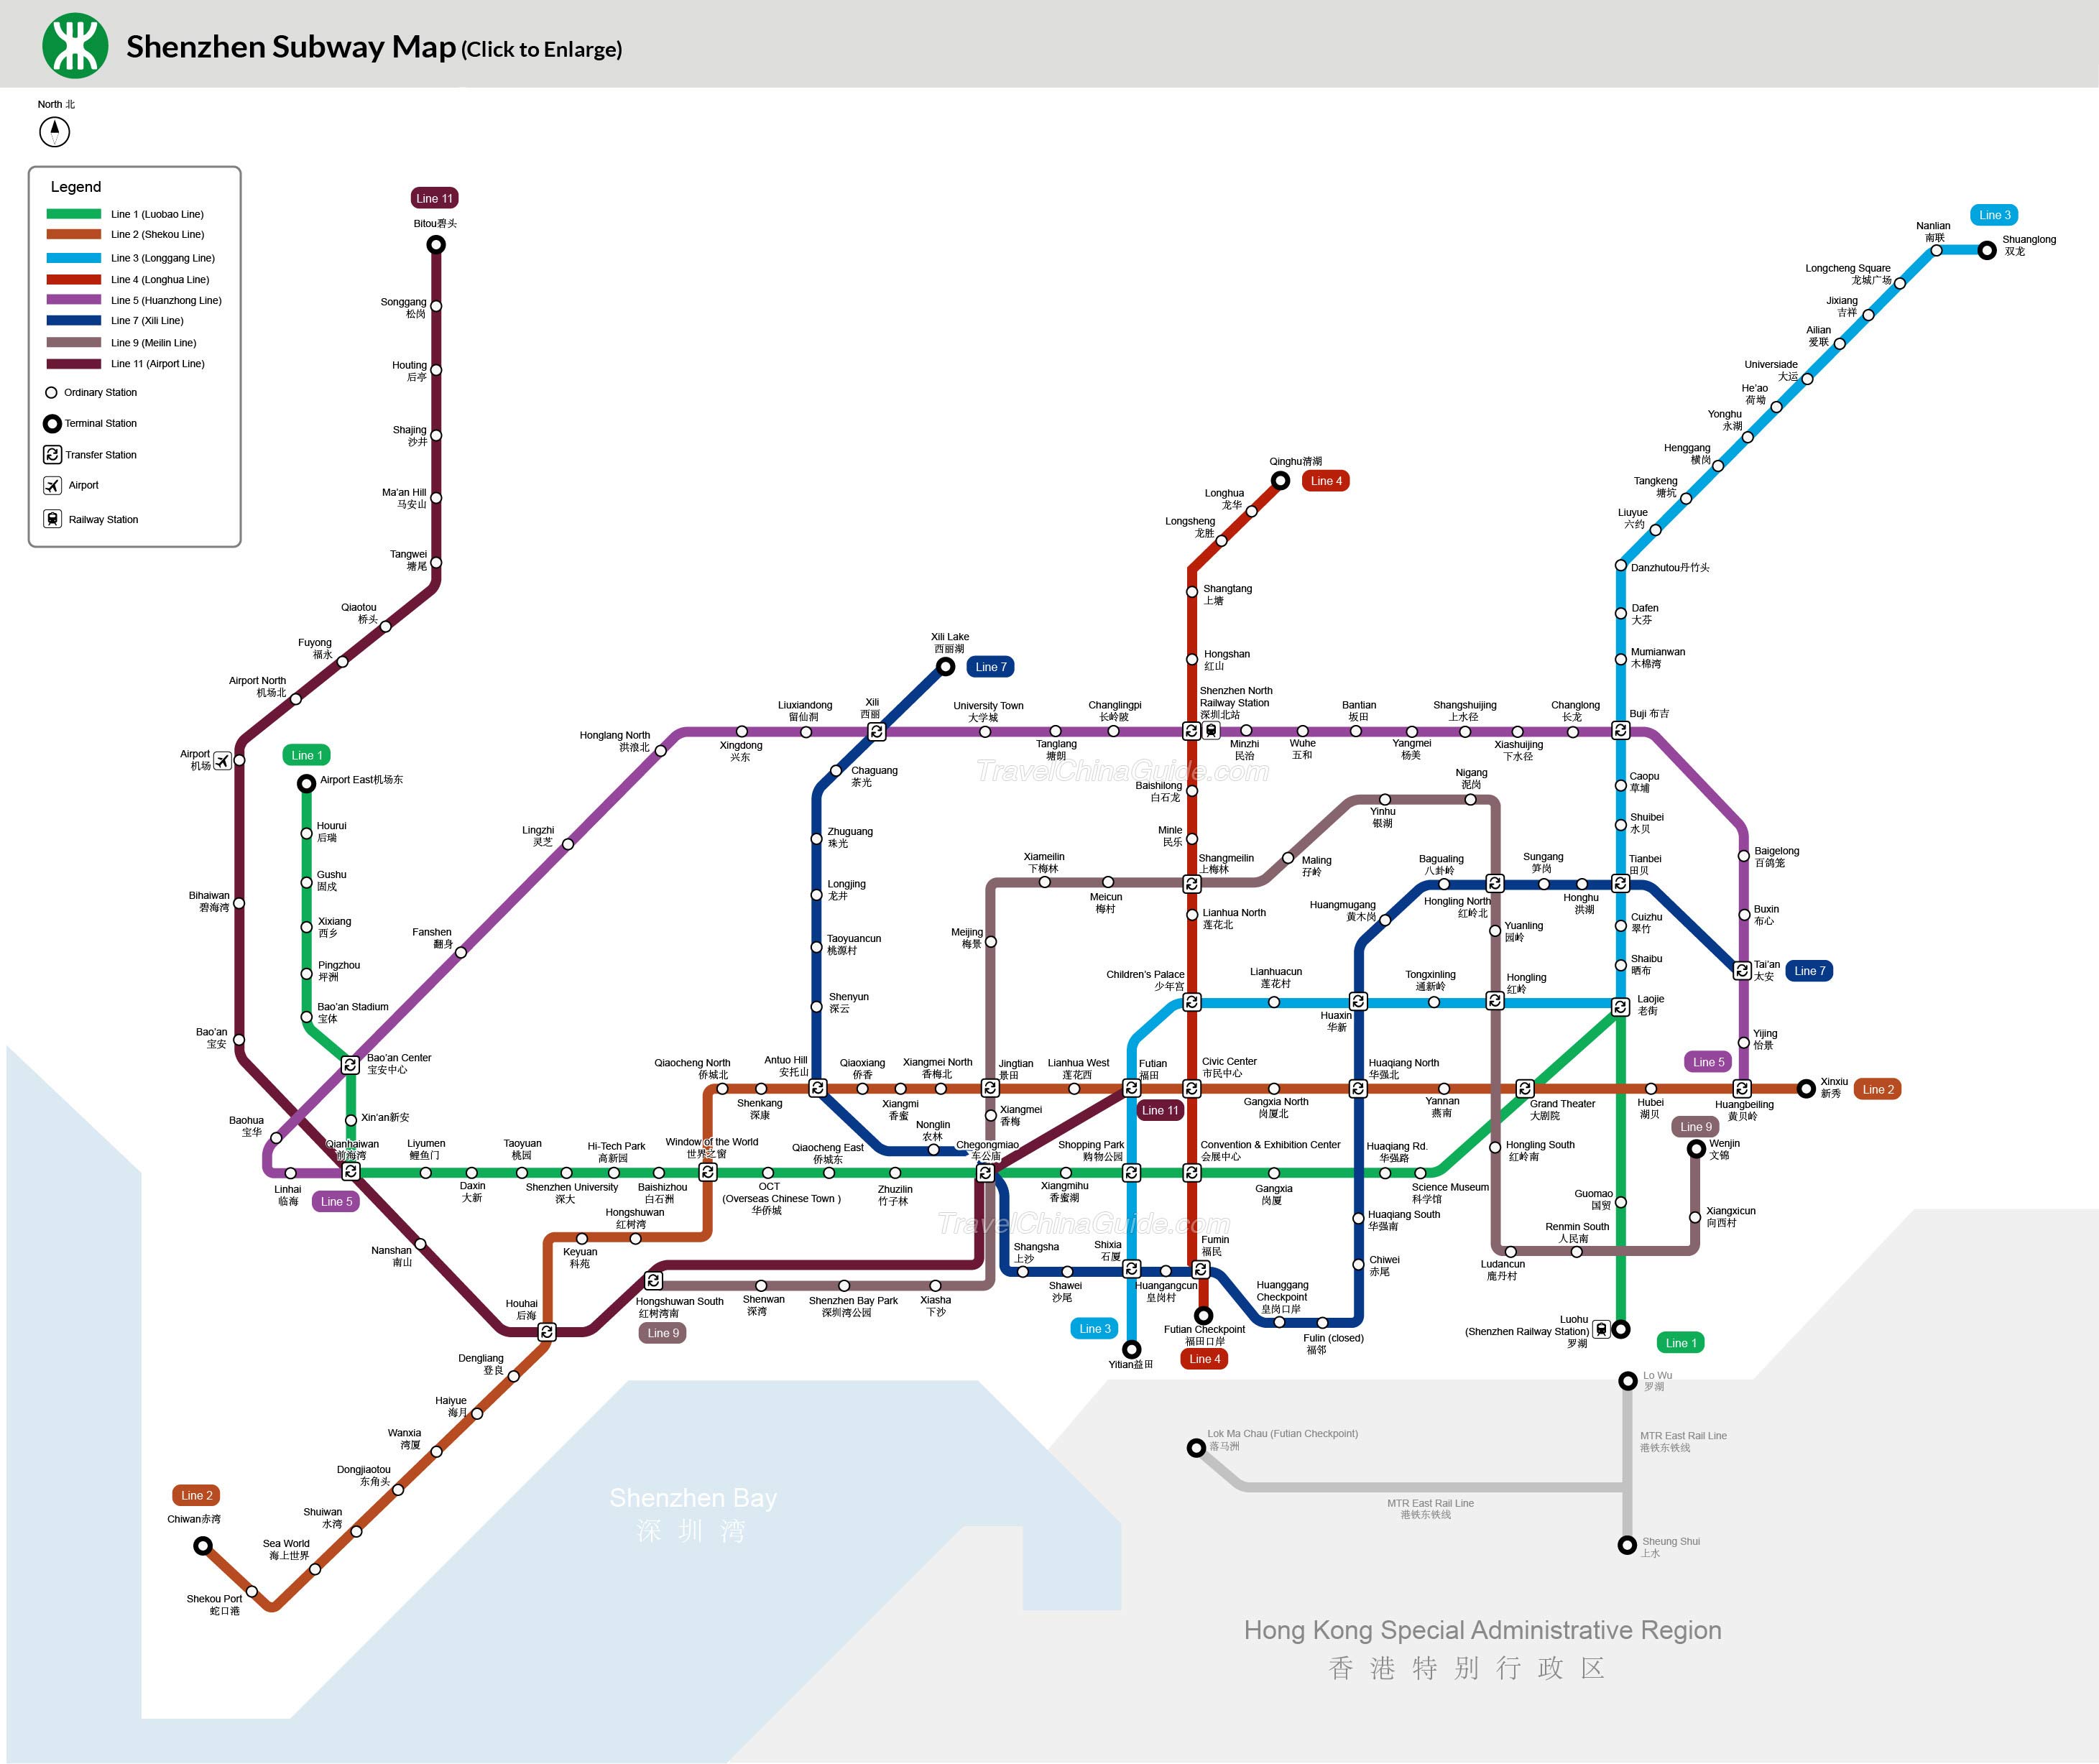 Shenzhen Subway Map (Click to Enlarge)
North 北
Legend
Line 1 (Luobao Line)
Line 2 (Shekou Line)
Line 3 (Longgang Line)
Line 4 (Longhua Line)
Line 5 (Huanzhong Line)
Line 7 (Xili Line)
Line 9 (Meilin Line)
Line 11 (Airport Line)
Ordinary Station
Terminal Station
Transfer Station
Airport
Railway Station
Line 11
Bitou碧头
Songgang
松岗
Houting
后亭
Shajing
沙井
Ma'an Hill
马安山
Tangwei
塘尾
Qiaotou
桥头
Fuyong
福永
Airport North
机场北
Airport
机场
Bihaiwan
碧海湾
Bao'an
宝安
Line 1
Airport East机场东
Hourui
后瑞
Gushu
固戍
Xixiang
西乡
Pingzhou
坪洲
Bao'an Stadium
宝体
Bao'an Center
宝安中心
Xin'an新安
Baohua
宝华
Qianhaiwan
前海湾
Linhai
临海
Line 5
Fanshen
翻身
Lingzhi
灵芝
Honglang North
洪浪北
Xingdong
兴东
Liuxiandong
留仙洞
Xili
西丽
Xili Lake
西丽湖
Line 7
University Town
大学城
Tanglang
塘朗
Changlingpi
长岭陂
Shenzhen North
Railway Station
深圳北站
Minzhi
民治
Wuhe
五和
Bantian
坂田
Yangmei
杨美
Shangshuijing
上水径
Xiashuijing
下水径
Changlong
长龙
Buji 布吉
Line 3
Shuanglong
双龙
Nanlian
南联
Longcheng Square
龙城广场
Jixiang
吉祥
Ailian
爱联
Universiade
大运
He'ao
荷坳
Yonghu
永湖
Henggang
横岗
Tangkeng
塘坑
Liuyue
六约
Danzhutou丹竹头
Dafen
大芬
Mumianwan
木棉湾
Qinghu清湖
Line 4
Longhua
龙华
Longsheng
龙胜
Shangtang
上塘
Hongshan
红山
TravelChinaGuide.com
Baishilong
白石龙
Minle
民乐
Shangmeilin
上梅林
Lianhua North
莲花北
Chaguang
茶光
Zhuguang
珠光
Longjing
龙井
Taoyuancun
桃源村
Shenyun
深云
Antuo Hill
安托山
Xiameilin
下梅林
Meicun
梅村
Meijing
梅景
Maling
孖岭
Yinhu
银湖
Nigang
泥岗
Caopu
草埔
Shuibei
水贝
Tianbei
田贝
Cuizhu
翠竹
Shaibu
晒布
Laojie
老街
Baigelong
百鸽笼
Buxin
布心
Tai'an
太安
Line 7
Yijing
怡景
Line 5
Huangbeiling
黄贝岭
Xinxiu
新秀
Line 2
Huangmugang
黄木岗
Bagualing
八卦岭
Hongling North
红岭北
Sungang
笋岗
Honghu
洪湖
Yuanling
园岭
Children's Palace
少年宫
Lianhuacun
莲花村
Huaxin
华新
Tongxinling
通新岭
Hongling
红岭
Qiaocheng North
侨城北
Shenkang
深康
Qiaoxiang
侨香
Xiangmi
香蜜
Xiangmei North
香梅北
Jingtian
景田
Lianhua West
莲花西
Futian
福田
Line 11
Civic Center
市民中心
Gangxia North
岗厦北
Huaqiang North
华强北
Yannan
燕南
Grand Theater
大剧院
Hubei
湖贝
Xiangmei
香梅
Nonglin
农林
Chegongmiao
车公庙
Liyumen
鲤鱼门
Daxin
大新
Taoyuan
桃园
Shenzhen University
深大
Hi-Tech Park
高新园
Baishizhou
白石洲
Window of the World
世界之窗
OCT
(Overseas Chinese Town )
华侨城
Qiaocheng East
侨城东
Zhuzilin
竹子林
Xiangmihu
香蜜湖
Shopping Park
购物公园
Convention & Exhibition Center
会展中心
Gangxia
岗厦
Huaqiang Rd.
华强路
Science Museum
科学馆
Hongling South
红岭南
Line 9
Wenjin
文锦
Xiangxicun
向西村
Guomao
国贸
Renmin South
人民南
Ludancun
鹿丹村
Luohu
(Shenzhen Railway Station)
罗湖
Line 1
Nanshan
南山
Hongshuwan
红树湾
Keyuan
科苑
Houhai
后海
Hongshuwan South
红树湾南
Line 9
Shenwan
深湾
Shenzhen Bay Park
深圳湾公园
Xiasha
下沙
TravelChinaGuide.com
Shangsha
上沙
Shawei
沙尾
Shixia
石厦
Huangangcun
皇岗村
Fumin
福民
Huanggang
Checkpoint
皇岗口岸
Fulin (closed)
福邻
Huaqiang South
华强南
Chiwei
赤尾
Line 3
Yitian益田
Futian Checkpoint
福田口岸
Line 4
Dengliang
登良
Haiyue
海月
Wanxia
湾厦
Dongjiaotou
东角头
Shuiwan
水湾
Sea World
海上世界
Line 2
Chiwan赤湾
Shekou Port
蛇口港
Shenzhen Bay
深圳湾
Lo Wu
罗湖
MTR East Rail Line
港铁东铁线
Lok Ma Chau (Futian Checkpoint)
落马洲
MTR East Rail Line
港铁东铁线
Sheung Shui
上水
Hong Kong Special Administrative Region
香港特别行政区